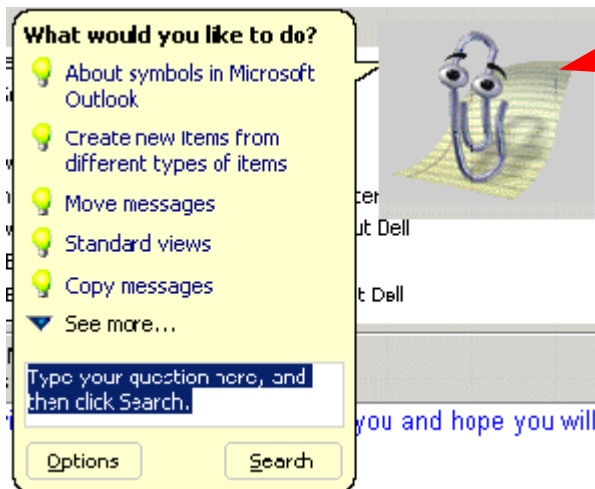 What would you like to do?
About symbols in Microsoft
Outlook
Create new Items from
different types of items
Move messages
Standard views
Copy messages
See more...
Type your question here, and
then click Search.
Options Search
ut Dell
t Dell
you and hope you will